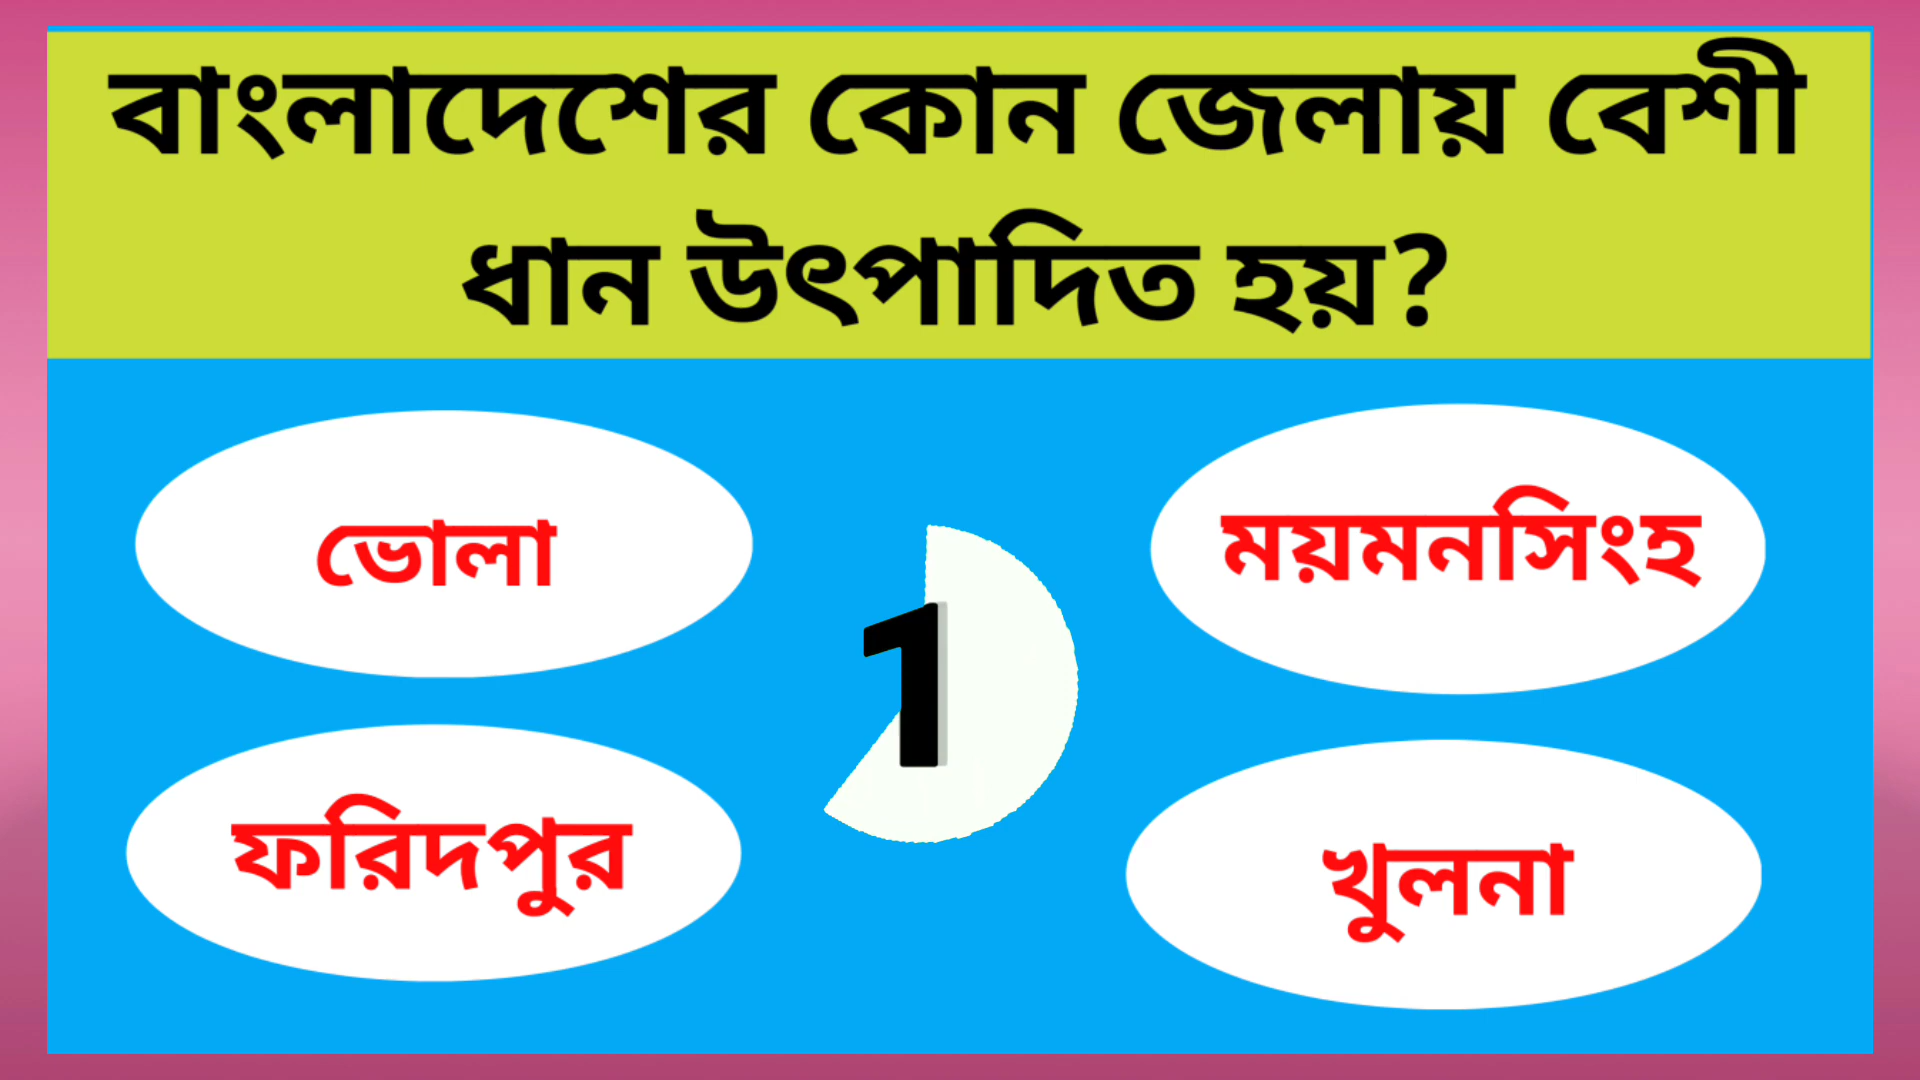 বাংলাদেশের কোন জেলায় বেশী
ধান উৎপাদিত হয়?
ভোলা
ময়মনসিংহ
1
ফরিদপুর
খুলনা